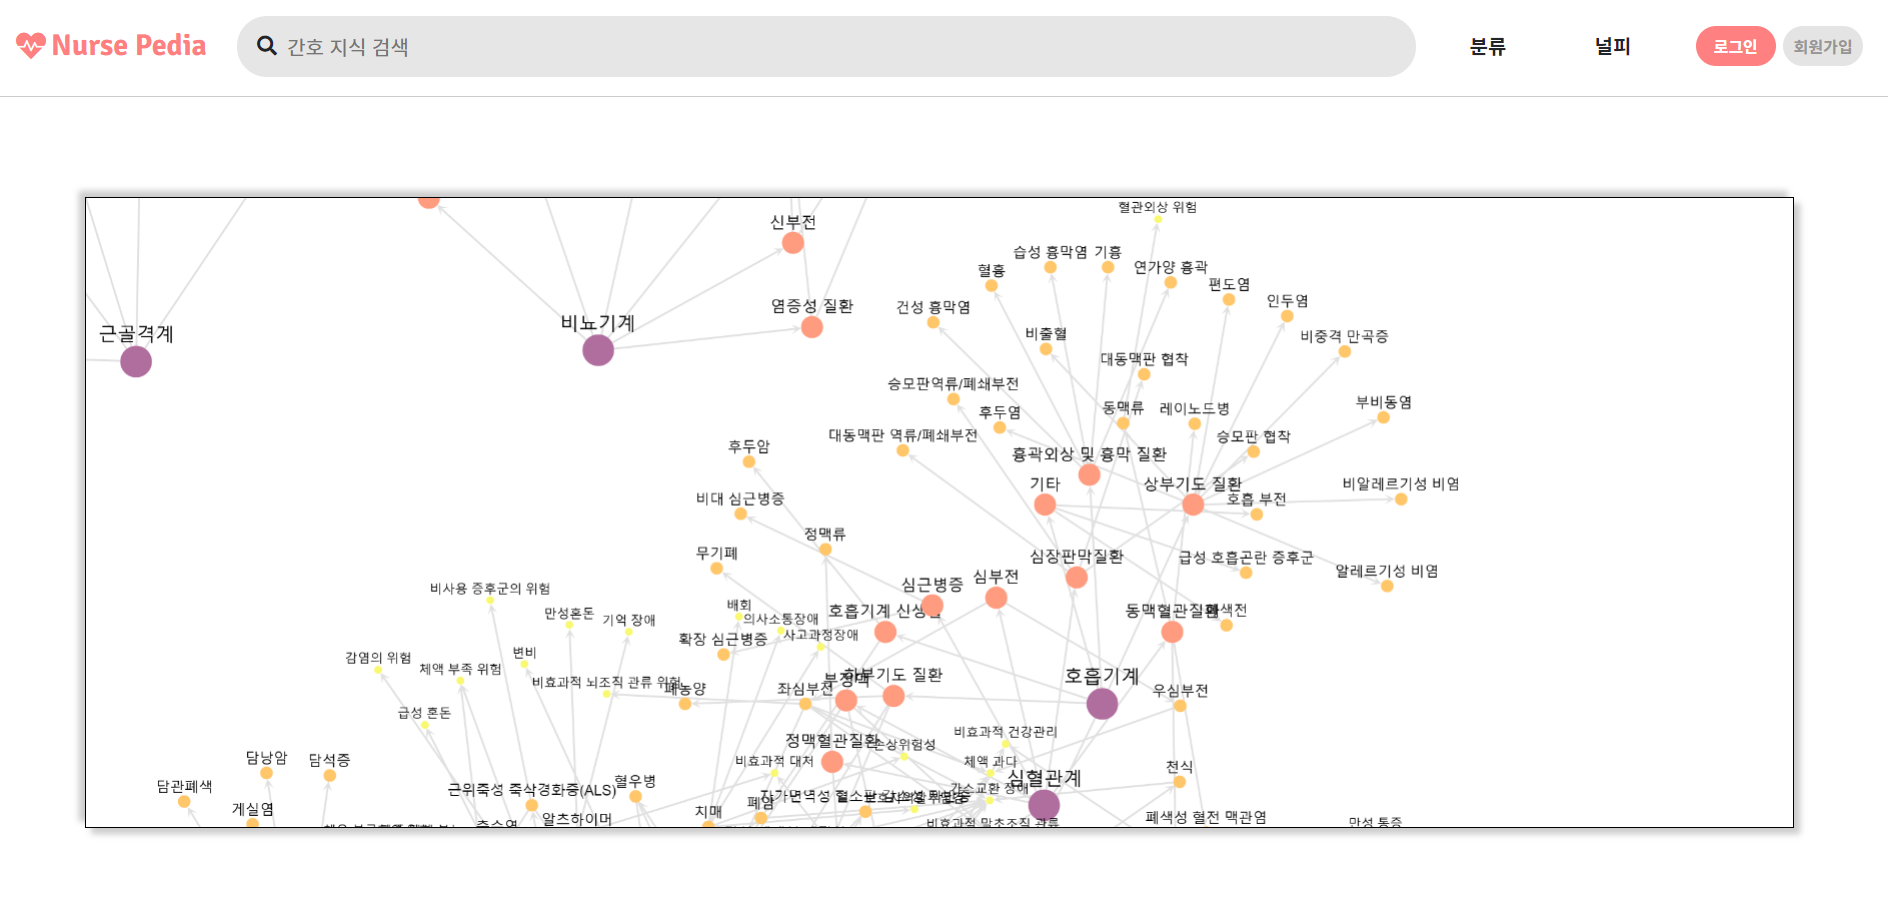 Nurse Pedia
간호 지식 검색
분류
널피
로그인
회원가입
혈관외상 위험
신부전
습성 흉막염
기흉
혈흉
연가양 흉곽
편도염
염증성 질환
건성 흉막염
인두염
비뇨기계
근골격계
비출혈
비중격 만곡증
대동맥판 협착
승모판역류/폐쇄부전
후두염
동맥류
레이노드병
부비동염
대동맥판 역류/폐쇄부전
승모판 협착
후두암
흉곽외상 및 흉막 질환
기타
상부기도 질환
비알레르기성 비염
비대 심근병증
호흡 부전
정맥류
무기폐
심장판막질환
급성 호흡곤란 증후군
알레르기성 비염
심부전
심근병증
비사용 증후군의 위험
배회
만성혼돈
기억 장애
의사소통장애
호흡기계
동맥혈관질환
색전
확장 심근병증
사고과정장애
변비
감염의 위험
체액 부족 위험
비효과적 뇌조직 관류 위험
폐농양
좌심부전
부정맥
하부기도 질환
호흡기계
우심부전
급성 혼돈
비효과적 건강관리
정맥혈관질환
손상위험성
담낭암
담석증
비효과적 대처
체액 과다
천식
심혈관계
담관폐색
근위축성 측삭경화증(ALS)
혈우병
가스교환 장애
게실염
치매
폐암
알츠하이머
비효과적 말초조직 관류
폐색성 혈전 맥관염
만성 통증